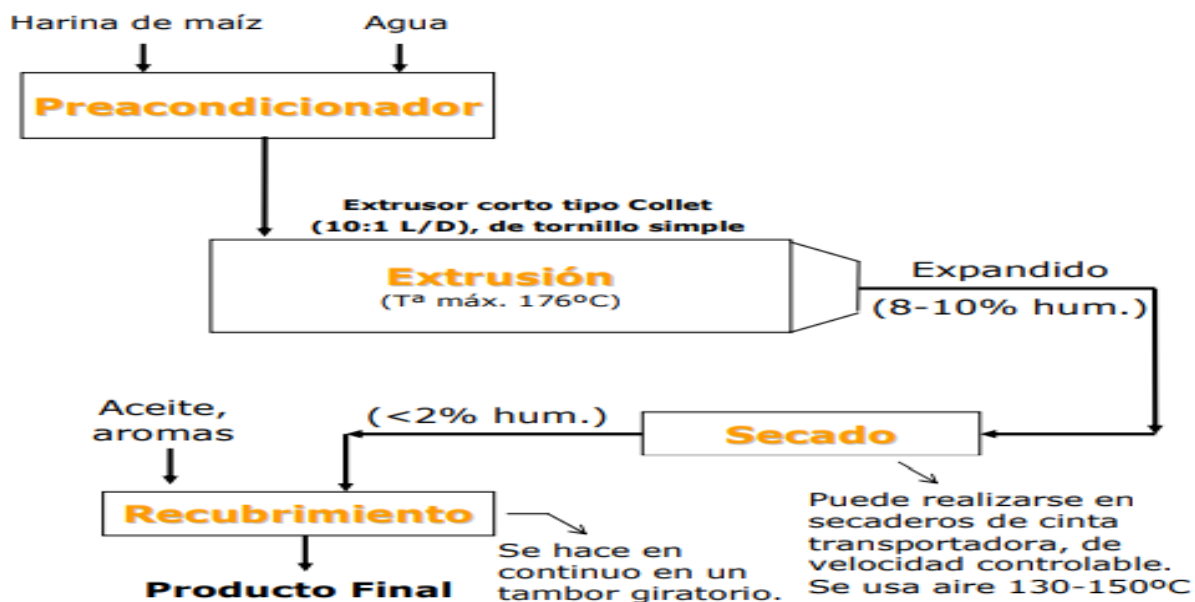 Harina de maíz
Agua
Preacondicionador
Extrusor corto tipo Collet
(10:1 L/D), de tornillo simple
Extrusión
(Tª máx. 176ºC)
Expandido
(8-10% hum.)
Aceite,
aromas
(<2% hum.)
Secado
Recubrimiento
Puede realizarse en
secaderos de cinta
transportadora, de
velocidad controlable.
Se usa aire 130-150ºC
Se hace en
continuo en un
tambor giratorio.
Producto Final